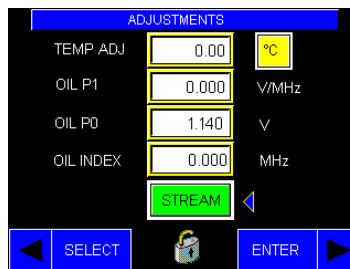 ADJUSTMENTS
TEMP ADJ 0.00 °C
OIL P1 0.000 V/MHz
OIL P0 1.140 V
OIL INDEX 0.000 MHz
STREAM
SELECT ENTER